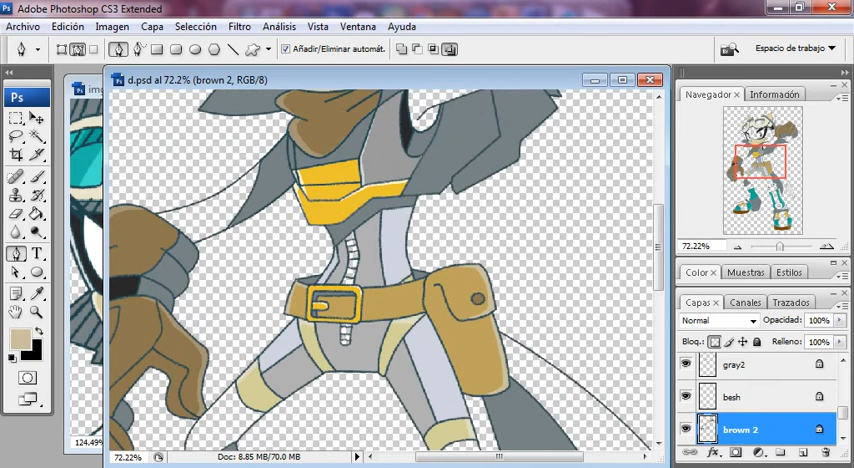 Adobe Photoshop CS3 Extended
Archivo Edición Imagen Capa Selección Filtro Análisis Vista Ventana Ayuda
Añadir/Eliminar automát.
Espacio de trabajo
Ps
img
d.psd al 72.2% (brown 2, RGB/8)
Navegador Información
72.22%
Color Muestras Estilos
Capas Canales Trazados
Normal Opacidad: 100%
Bloq.: Relleno: 100%
gray2
besh
brown 2
124.49%
72.22% Doc: 8.85 MB/70.0 MB